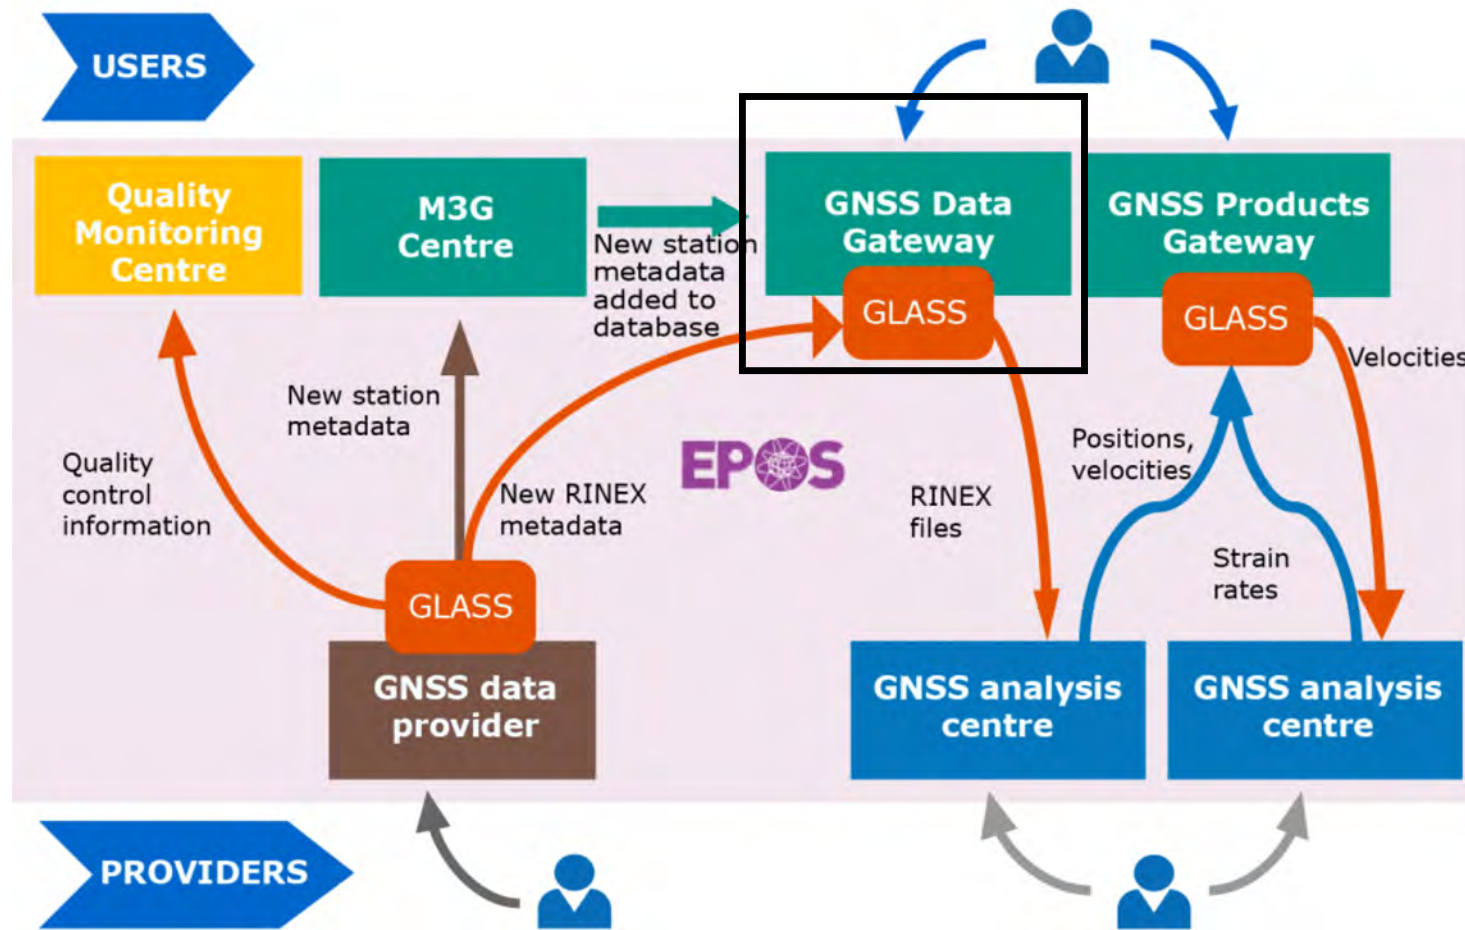 USERS
Quality
Monitoring
Centre
M3G
Centre
New station
metadata
added to
database
GNSS Data
Gateway
GLASS
GNSS Products
Gateway
GLASS
Velocities
New station
metadata
Quality
control
information
New RINEX
metadata
EPOS
RINEX
files
Positions,
velocities
Strain
rates
GLASS
GNSS data
provider
GNSS analysis
centre
GNSS analysis
centre
PROVIDERS